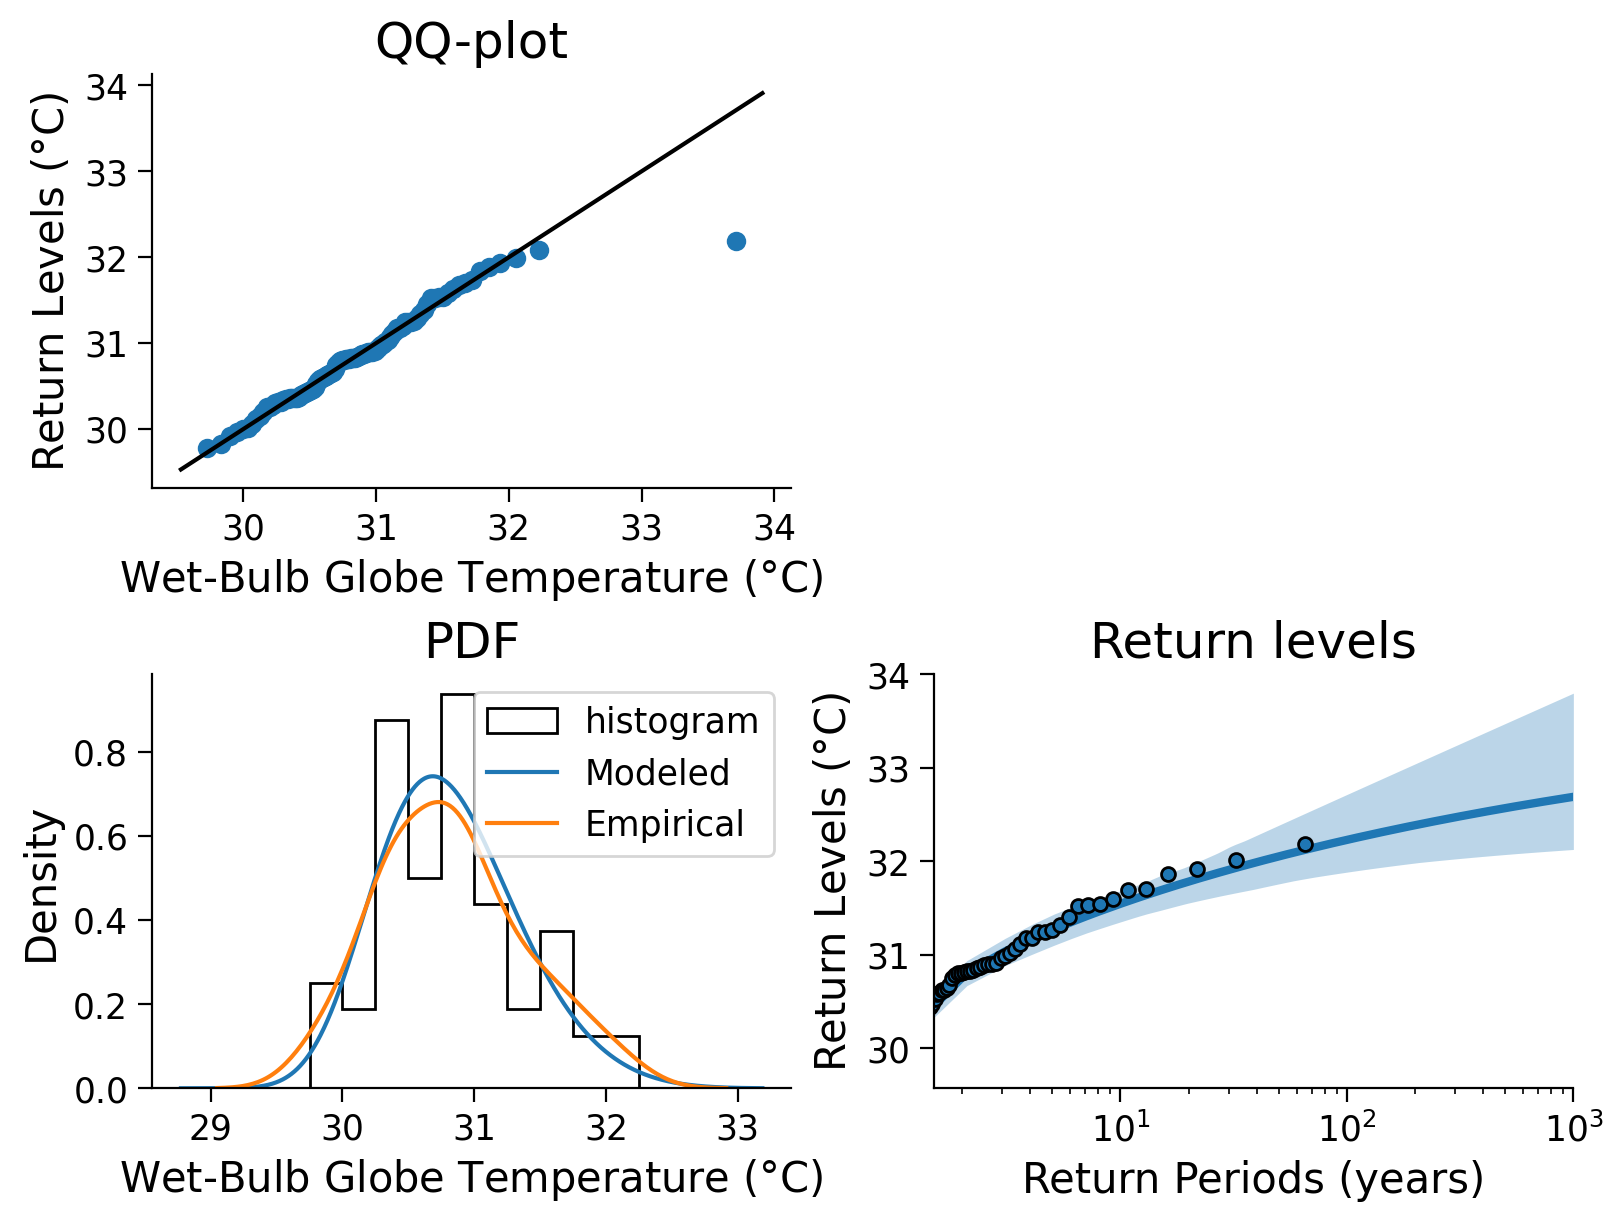 QQ-plot
Return Levels (°C)
34
33
32
31
30
30 31 32 33 34
Wet-Bulb Globe Temperature (°C)
PDF
Density
0.8
0.6
0.4
0.2
0.0
histogram
Modeled
Empirical
29 30 31 32 33
Wet-Bulb Globe Temperature (°C)
Return levels
Return Levels (°C)
34
33
32
31
30
10¹ 10² 10³
Return Periods (years)